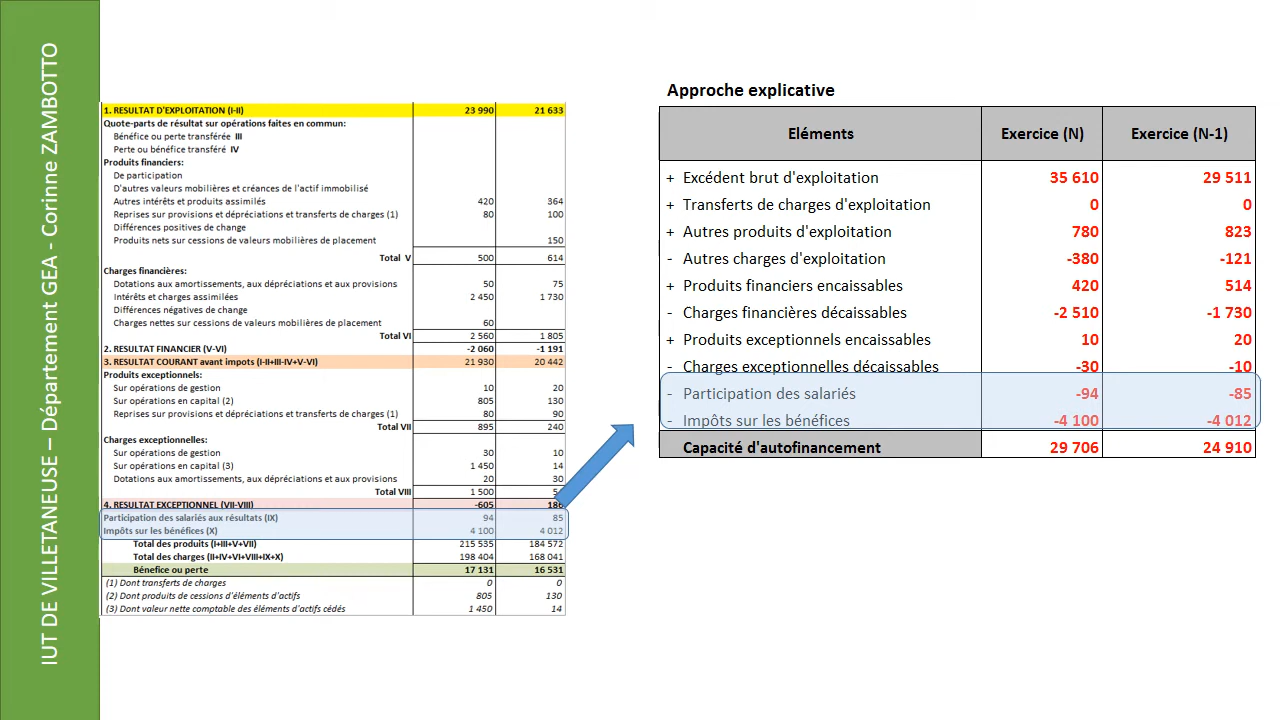 IUT DE VILLETANEUSE – Département GEA - Corinne ZAMBOTTO
1. RESULTAT D'EXPLOITATION (I-II) 23 990 21 633
Quote-parts de résultat sur opérations faites en commun:
Bénéfice ou perte transférée III
Perte ou bénéfice transféré IV
Produits financiers:
De participation
D'autres valeurs mobilières et créances de l'actif immobilisé
Autres intérêts et produits assimilés 420 364
Reprises sur provisions et dépréciations et transferts de charges (1) 80 100
Différences positives de change
Produits nets sur cessions de valeurs mobilières de placement 150
Total V 500 614
Charges financières:
Dotations aux amortissements, aux dépréciations et aux provisions 50 75
Intérêts et charges assimilées 2 450 1 730
Différences négatives de change
Charges nettes sur cessions de valeurs mobilières de placement 60
Total VI 2 560 1 805
2. RESULTAT FINANCIER (V-VI) -2 060 -1 191
3. RESULTAT COURANT avant impots (I-II+III-IV+V-VI) 21 930 20 442
Produits exceptionnels:
Sur opérations de gestion 10 20
Sur opérations en capital (2) 805 130
Reprises sur provisions et dépréciations et transferts de charges (1) 80 90
Total VII 895 240
Charges exceptionnelles:
Sur opérations de gestion 30 10
Sur opérations en capital (3) 1 450 14
Dotations aux amortissements, aux dépréciations et aux provisions 20 30
Total VIII 1 500
4. RESULTAT EXCEPTIONNEL (VII-VIII) -605 186
Participation des salariés aux résultats (IX) 94 85
Impôts sur les bénéfices (X) 4 100 4 012
Total des produits (I+III+V+VII) 215 535 184 572
Total des charges (II+IV+VI+VIII+IX+X) 198 404 168 041
Bénéfice ou perte 17 131 16 531
(1) Dont transferts de charges 0 0
(2) Dont produits de cessions d'éléments d'actifs 805 130
(3) Dont valeur nette comptable des éléments d'actifs cédés 1 450 14
Approche explicative
Eléments Exercice (N) Exercice (N-1)
+ Excédent brut d'exploitation 35 610 29 511
+ Transferts de charges d'exploitation 0 0
+ Autres produits d'exploitation 780 823
- Autres charges d'exploitation -380 -121
+ Produits financiers encaissables 420 514
- Charges financières décaissables -2 510 -1 730
+ Produits exceptionnels encaissables 10 20
- Charges exceptionnelles décaissables -30 -10
- Participation des salariés -94 -85
- Impôts sur les bénéfices -4 100 -4 012
Capacité d'autofinancement 29 706 24 910